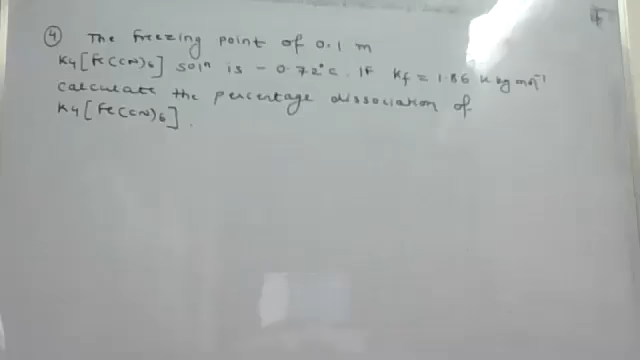 ④ The freezing point of 0.1 m
K4[Fe(CN)6] solⁿ is -0.72°C. If Kf = 1.86 K kg mol⁻¹
calculate the percentage dissociation of
K4[Fe(CN)6].